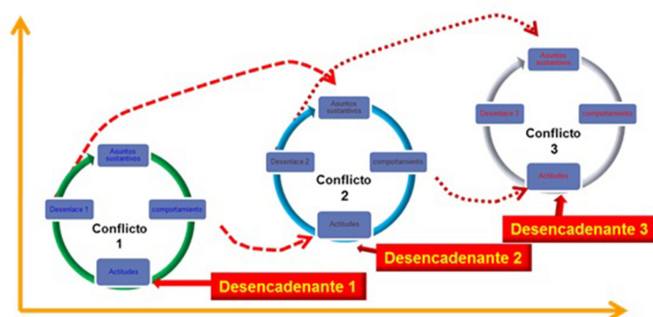 Asuntos
sustantivos
Desenlace 1
comportamiento
Conflicto
1
Actitudes
Desencadenante 1
Asuntos
sustantivos
Desenlace 2
comportamiento
Conflicto
2
Actitudes
Desencadenante 2
Asuntos
sustantivos
Desenlace 3
comportamiento
Conflicto
3
Actitudes
Desencadenante 3